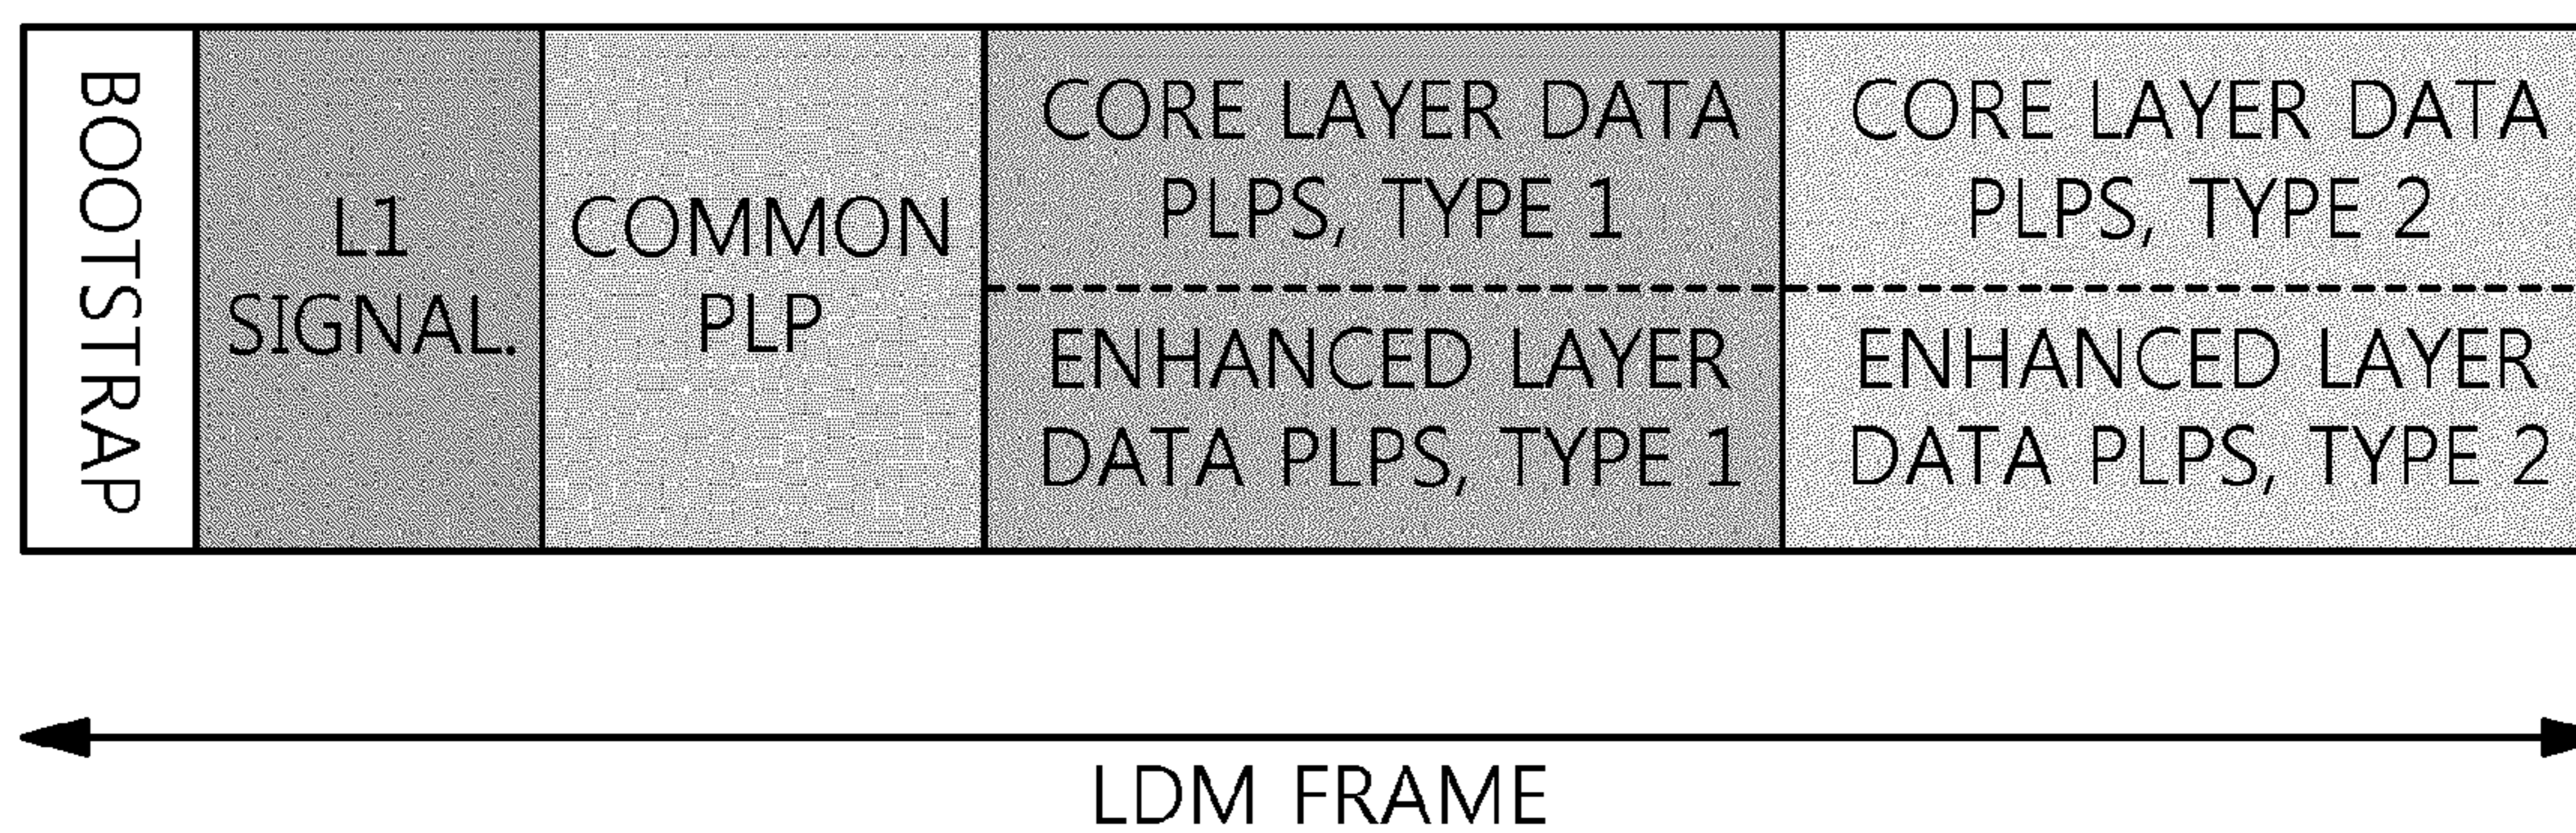 BOOTSTRAP
L1
SIGNAL.
COMMON
PLP
CORE LAYER DATA
PLPS, TYPE 1
ENHANCED LAYER
DATA PLPS, TYPE 1
CORE LAYER DATA
PLPS, TYPE 2
ENHANCED LAYER
DATA PLPS, TYPE 2
LDM FRAME